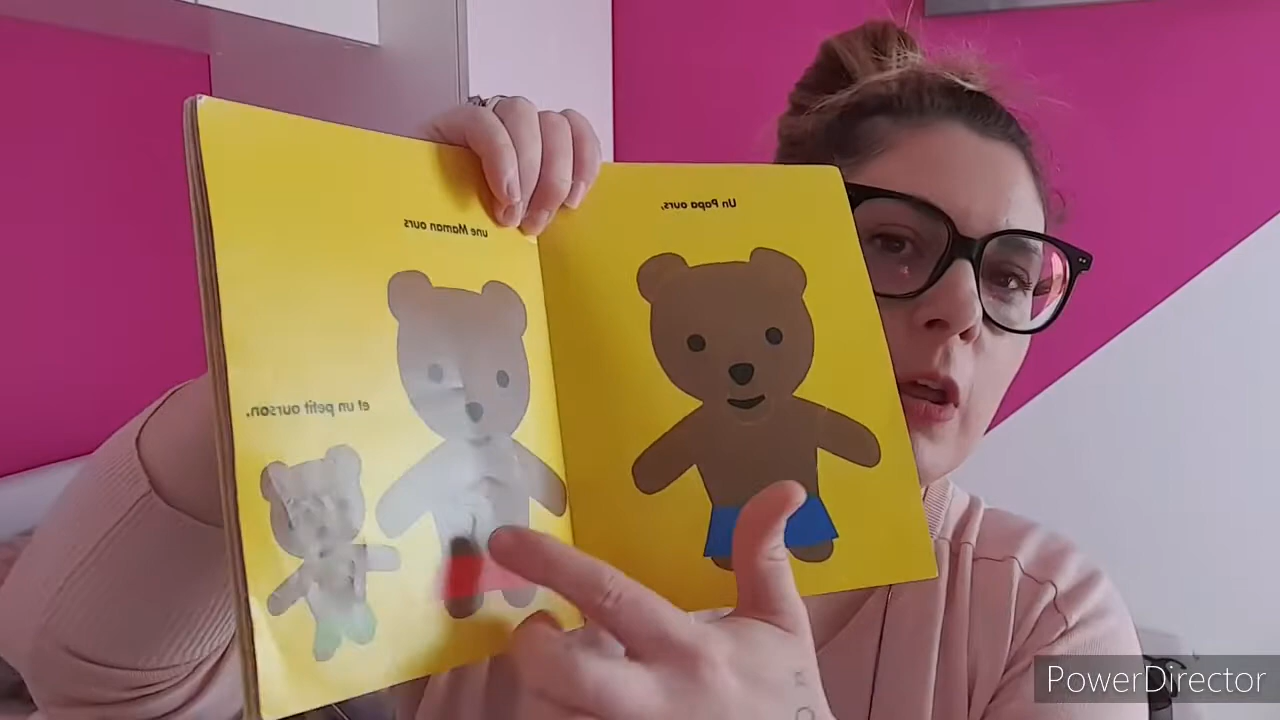 Un Papa ours,
une Maman ours
et un petit ourson.
PowerDirector